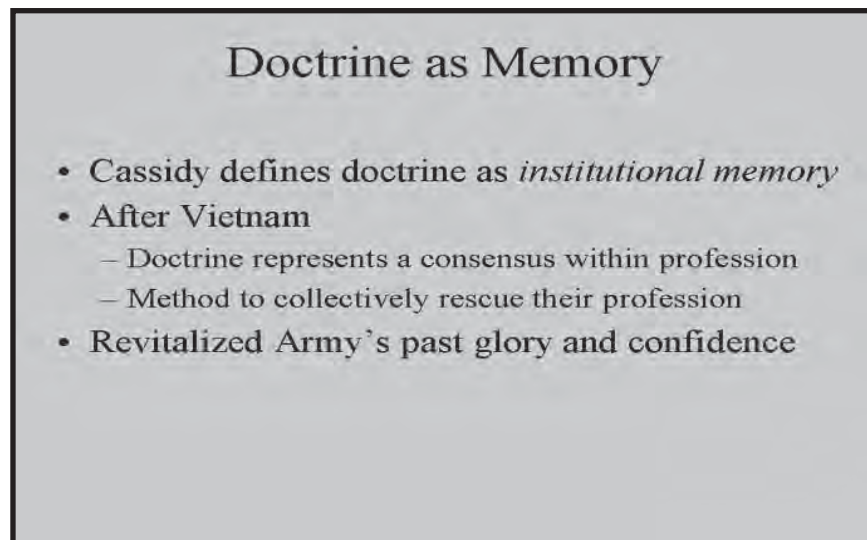 Doctrine as Memory
• Cassidy defines doctrine as institutional memory
• After Vietnam
– Doctrine represents a consensus within profession
– Method to collectively rescue their profession
• Revitalized Army's past glory and confidence